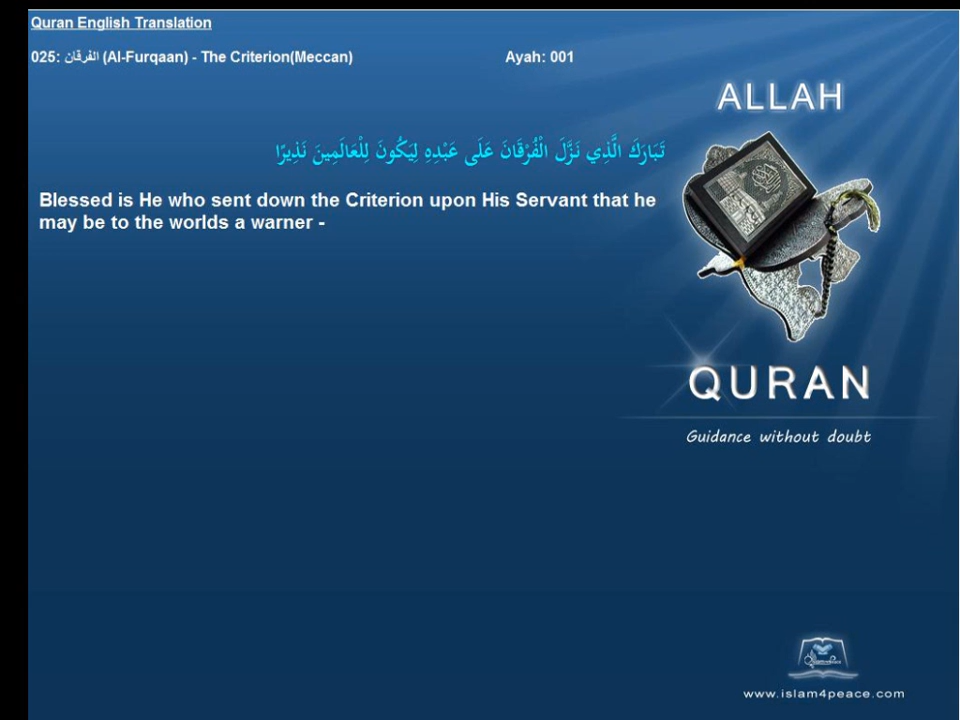 Quran English Translation
025: الفرقان (Al-Furqaan) - The Criterion(Meccan) Ayah: 001
ALLAH
تَبَارَكَ الَّذِي نَزَّلَ الْفُرْقَانَ عَلَى عَبْدِهِ لِيَكُونَ لِلْعَالَمِينَ نَذِيرًا
Blessed is He who sent down the Criterion upon His Servant that he
may be to the worlds a warner -
QURAN
Guidance without doubt
www.islam4peace.com